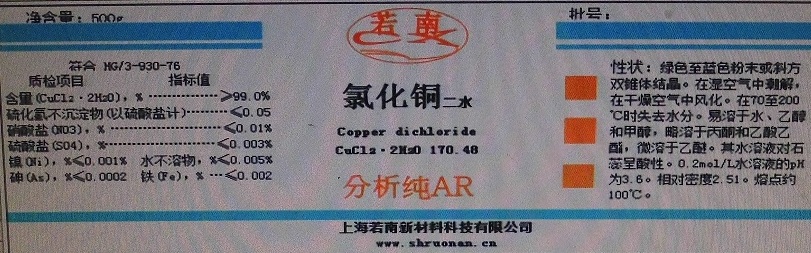 净含量：500g
批号：
若南
符合 HG/3-930-76
质检项目 指标值
含量(CuCl2·2H2O)，% ┄┄┄┄≥99.0%
硫化氢不沉淀物(以硫酸盐计)┄┄≤0.05
硝酸盐(NO3)，% ┄┄┄┄≤0.01%
硫酸盐(SO4)，% ┄┄┄┄≤0.003%
镍(Ni)，%≤0.001% 水不溶物，%≤0.005%
砷(As)，%≤0.0002 铁(Fe)，% ┄≤0.002
氯化铜二水
Copper dichloride
CuCl2·2H2O 170.48
分析纯AR
性状：绿色至蓝色粉末或斜方
双锥体结晶。在湿空气中潮解，
在干燥空气中风化。在70至200
℃时失去水分。易溶于水、乙醇
和甲醇，略溶于丙酮和乙酸乙
酯，微溶于乙醚。其水溶液对石
蕊呈酸性。0.2mol/L水溶液的pH
为3.6。相对密度2.51。熔点约
100℃。
上海若南新材料科技有限公司
www.shruonan.cn